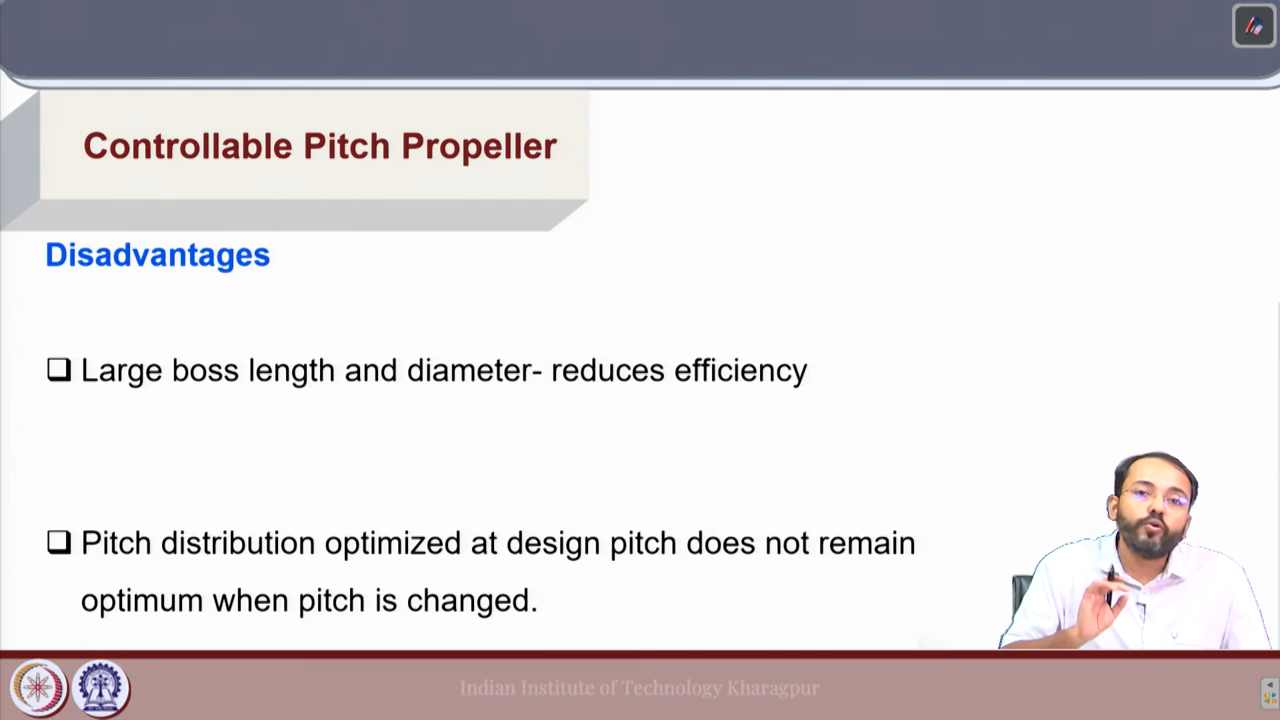 Controllable Pitch Propeller
Disadvantages
❑ Large boss length and diameter- reduces efficiency
❑ Pitch distribution optimized at design pitch does not remain
optimum when pitch is changed.
Indian Institute of Technology Kharagpur